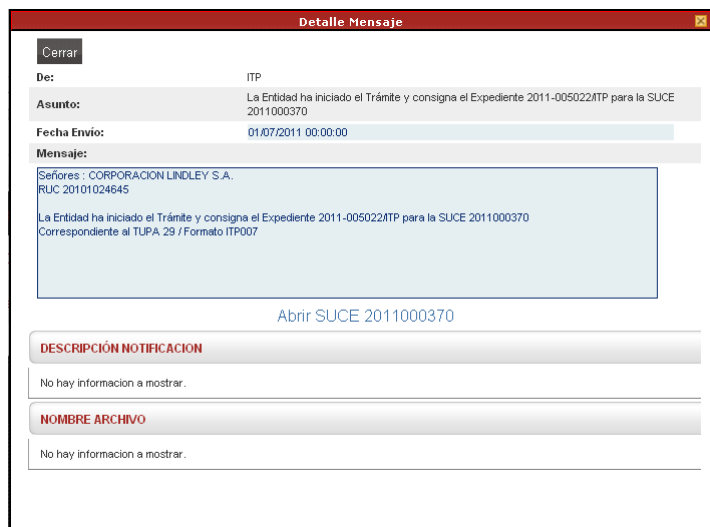 Detalle Mensaje
Cerrar
De: ITP
Asunto: La Entidad ha iniciado el Trámite y consigna el Expediente 2011-005022/ITP para la SUCE
2011000370
Fecha Envío: 01/07/2011 00:00:00
Mensaje:
Señores : CORPORACION LINDLEY S.A.
RUC 20101024645
La Entidad ha iniciado el Trámite y consigna el Expediente 2011-005022/ITP para la SUCE 2011000370
Correspondiente al TUPA 29 / Formato ITP007
Abrir SUCE 2011000370
DESCRIPCIÓN NOTIFICACION
No hay informacion a mostrar.
NOMBRE ARCHIVO
No hay informacion a mostrar.